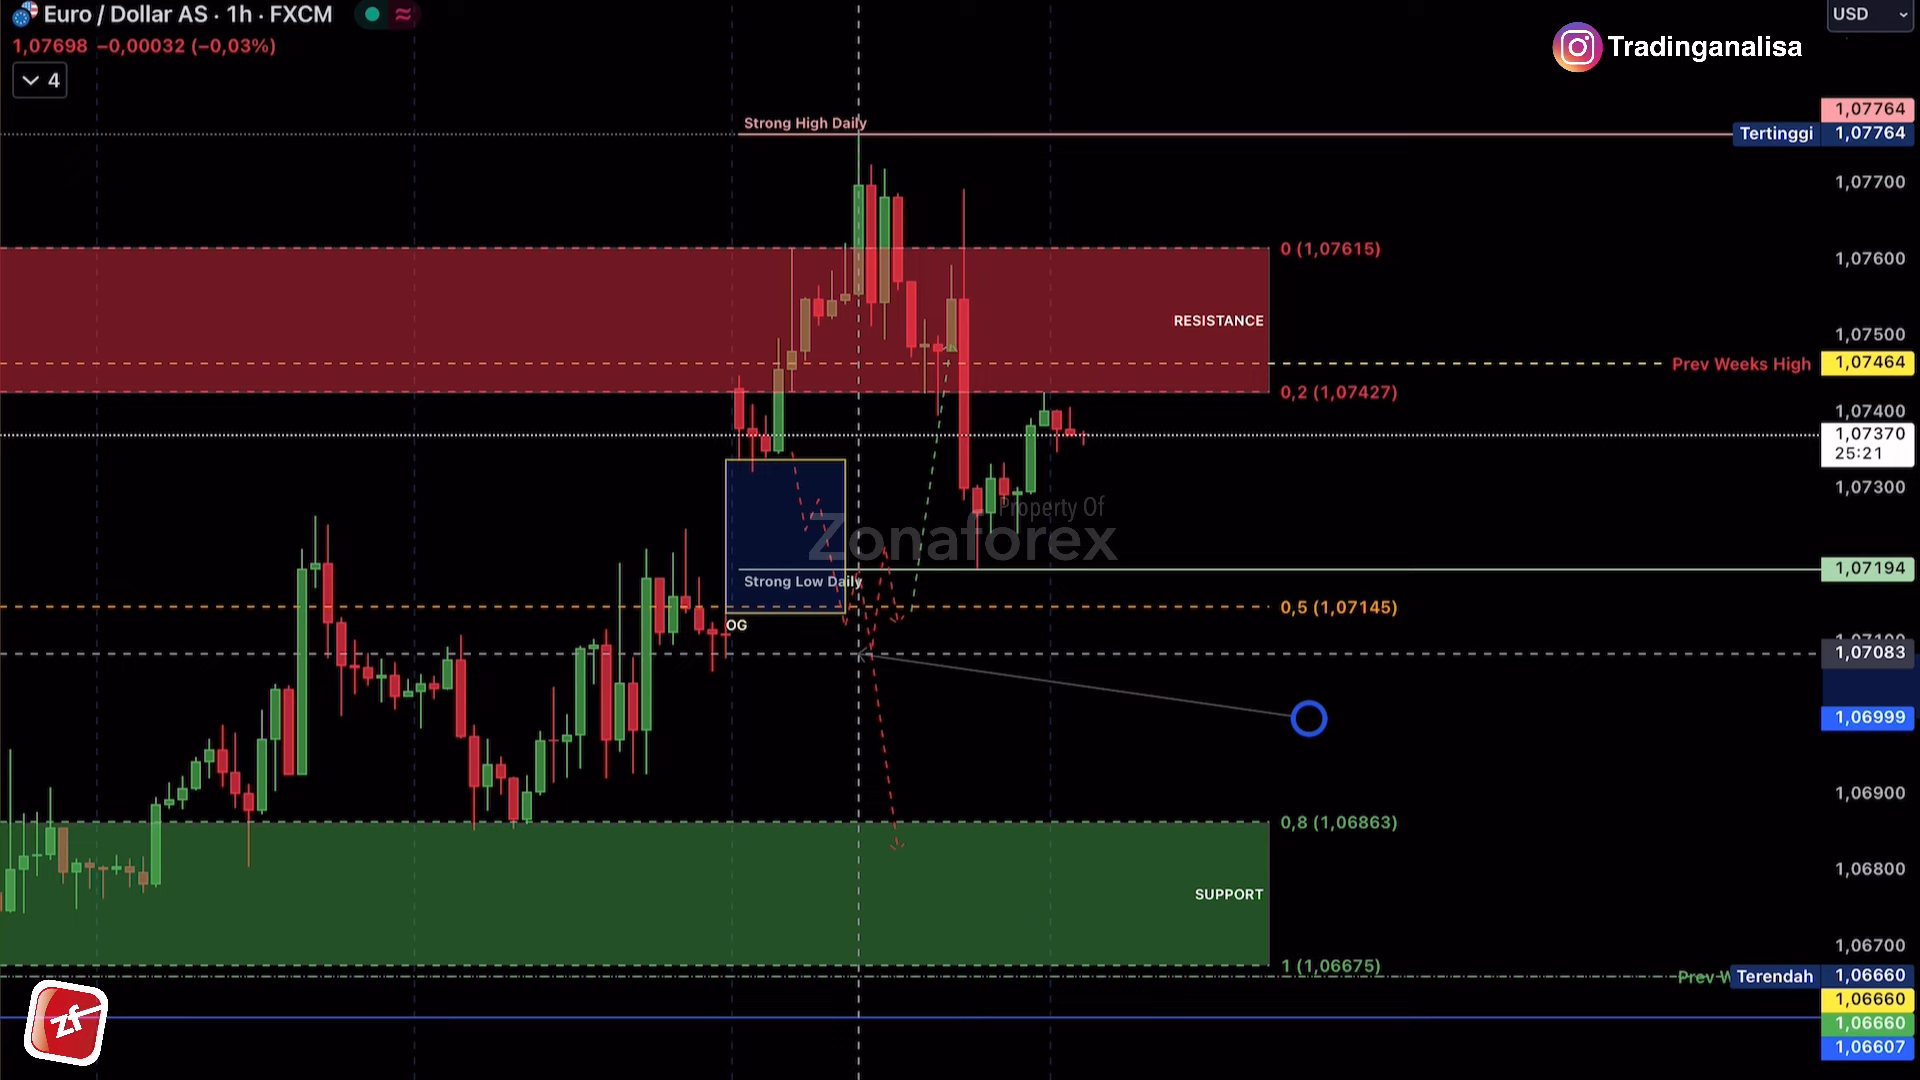 Euro / Dollar AS · 1h · FXCM
1,07698 −0,00032 (−0,03%)
4
USD
Tradinganalisa
Strong High Daily
1,07764
Tertinggi 1,07764
1,07700
0 (1,07615)
1,07600
RESISTANCE
1,07500
Prev Weeks High 1,07464
0,2 (1,07427)
1,07400
1,07370
25:21
1,07300
Property Of
Zonaforex
1,07194
Strong Low Daily
0,5 (1,07145)
OG
1,07083
1,06999
0,8 (1,06863)
1,06900
1,06800
SUPPORT
1,06700
1 (1,06675)
Prev W
Terendah 1,06660
1,06660
1,06660
1,06607
zf